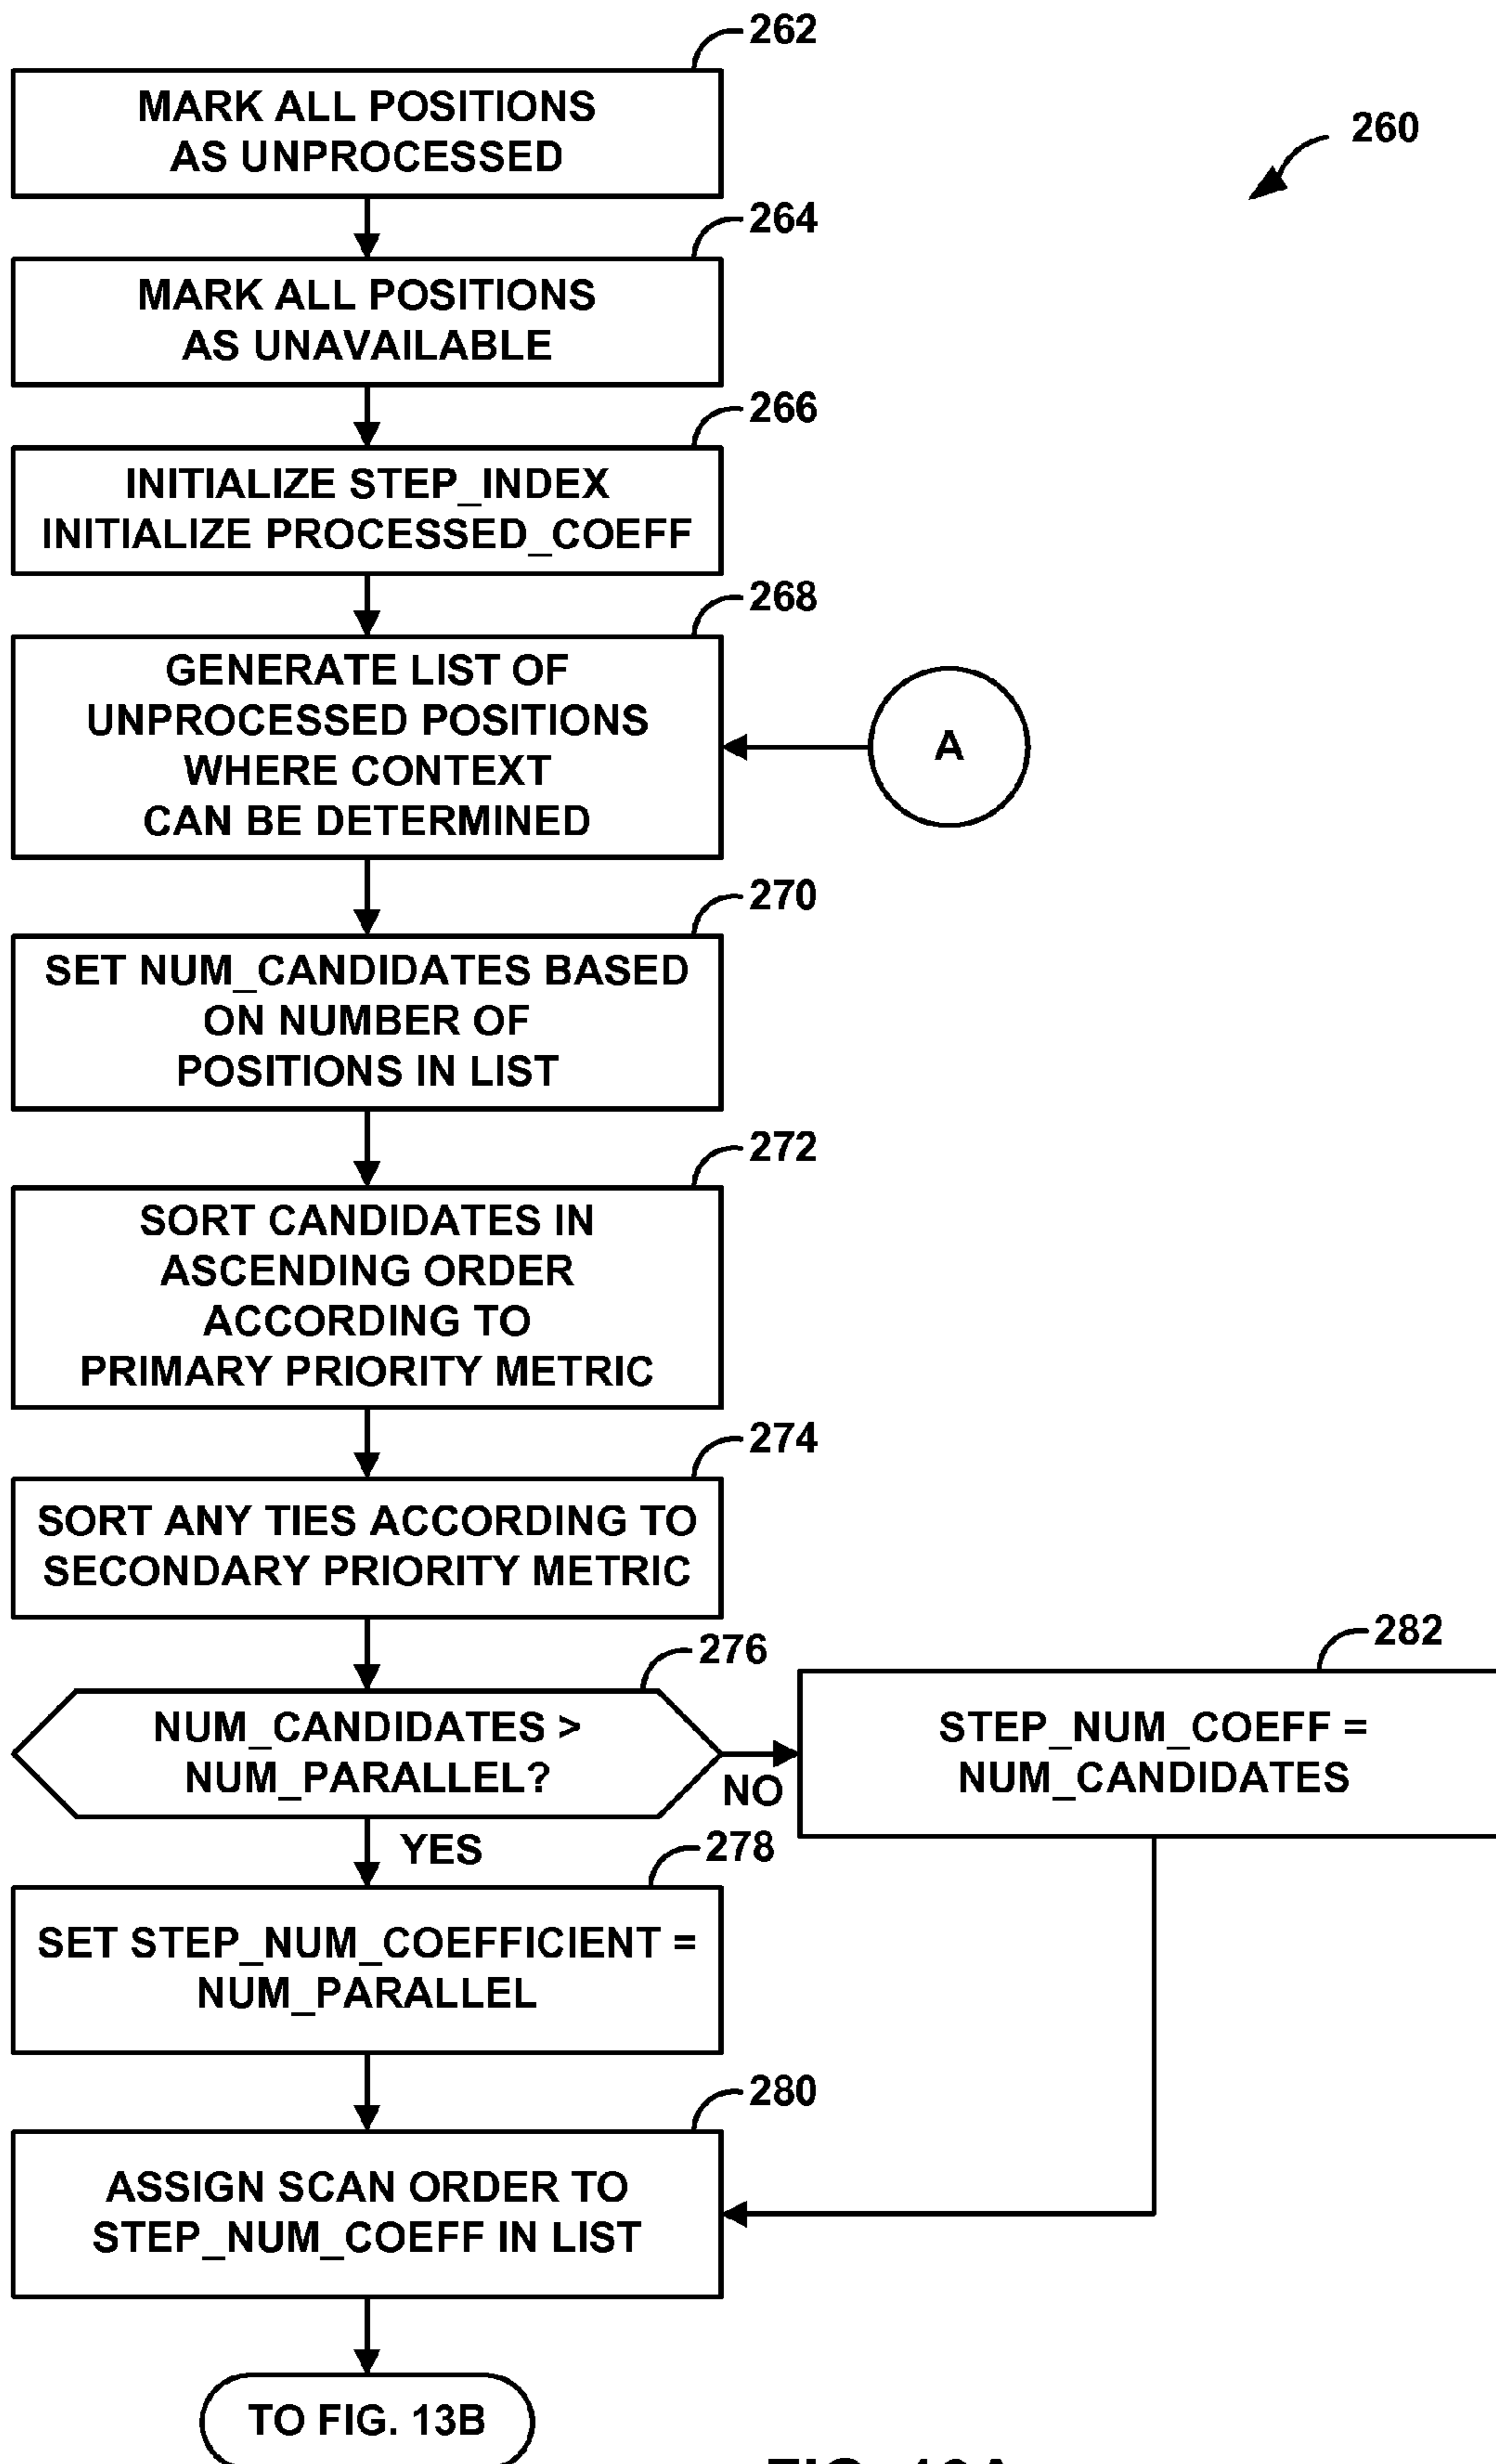 262
MARK ALL POSITIONS
AS UNPROCESSED
260
264
MARK ALL POSITIONS
AS UNAVAILABLE
266
INITIALIZE STEP_INDEX
INITIALIZE PROCESSED_COEFF
268
GENERATE LIST OF
UNPROCESSED POSITIONS
WHERE CONTEXT
CAN BE DETERMINED
A
270
SET NUM_CANDIDATES BASED
ON NUMBER OF
POSITIONS IN LIST
272
SORT CANDIDATES IN
ASCENDING ORDER
ACCORDING TO
PRIMARY PRIORITY METRIC
274
SORT ANY TIES ACCORDING TO
SECONDARY PRIORITY METRIC
276
NUM_CANDIDATES >
NUM_PARALLEL?
NO
282
STEP_NUM_COEFF =
NUM_CANDIDATES
YES
278
SET STEP_NUM_COEFFICIENT =
NUM_PARALLEL
280
ASSIGN SCAN ORDER TO
STEP_NUM_COEFF IN LIST
TO FIG. 13B